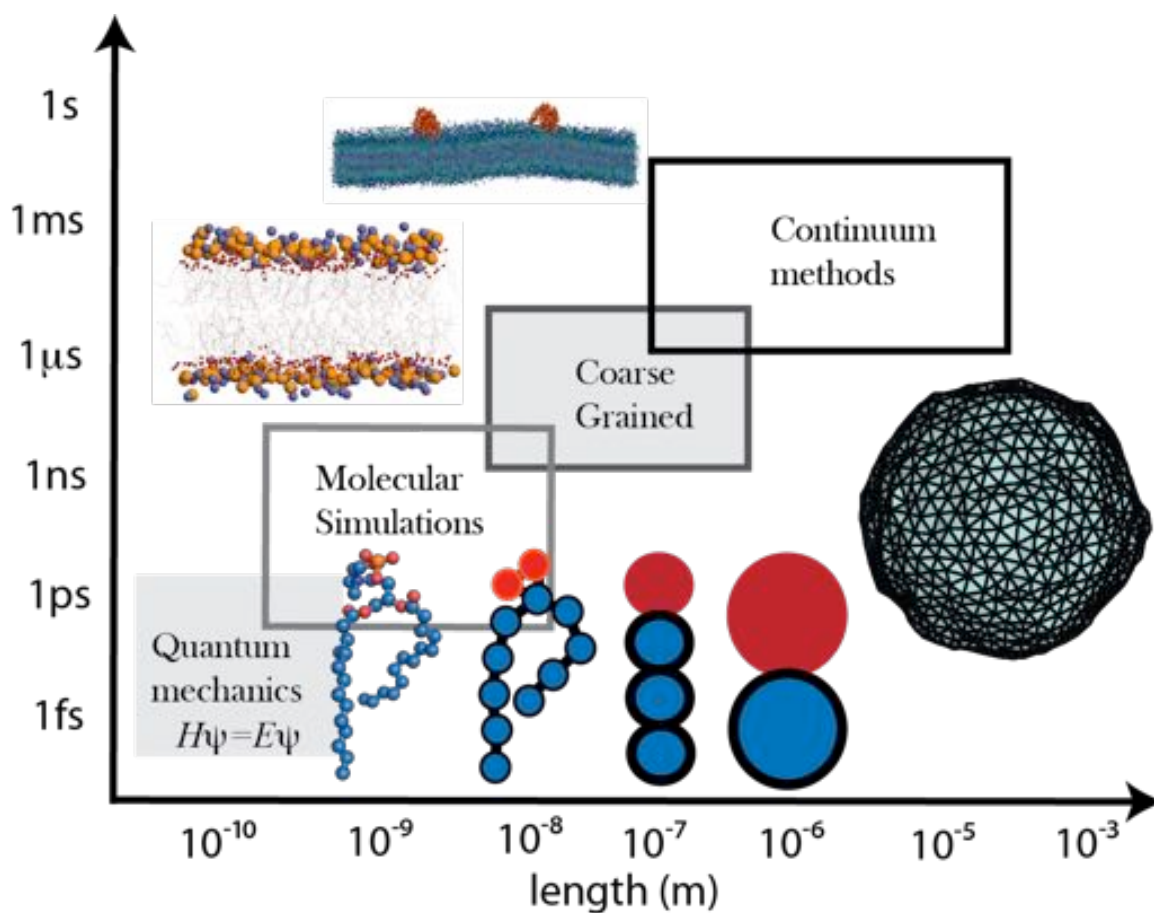 1s
1ms
1μs
1ns
1ps
1fs
Continuum
methods
Coarse
Grained
Molecular
Simulations
Quantum
mechanics
Hψ=Eψ
10⁻¹⁰ 10⁻⁹ 10⁻⁸ 10⁻⁷ 10⁻⁶ 10⁻⁵ 10⁻³
length (m)